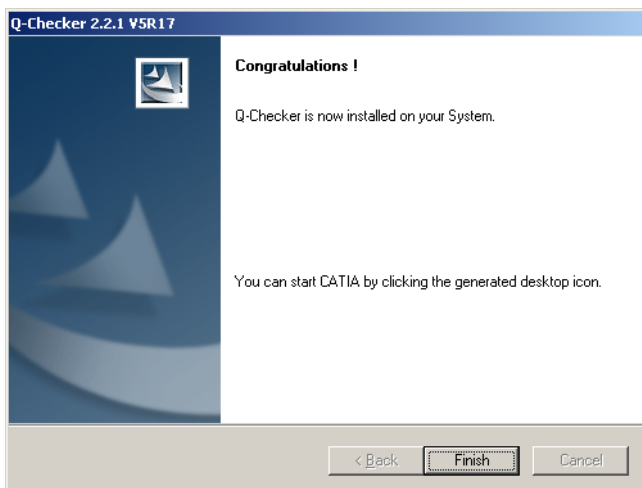 Q-Checker 2.2.1 V5R17
Congratulations !
Q-Checker is now installed on your System.
You can start CATIA by clicking the generated desktop icon.
< Back
Finish
Cancel